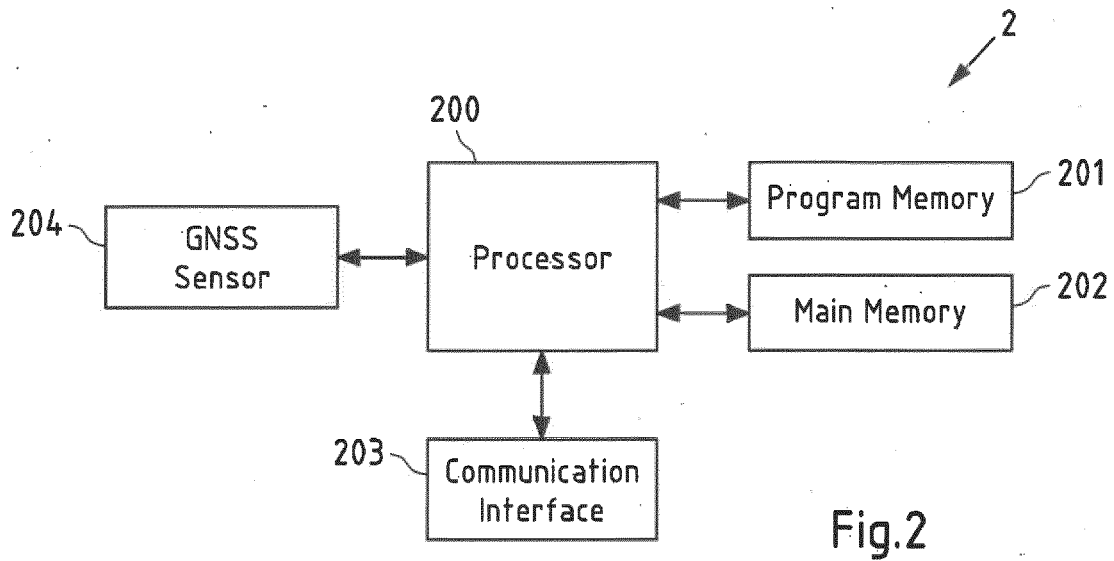 2
200
Program Memory
201
204
GNSS
Sensor
Processor
Main Memory
202
203
Communication
Interface
Fig.2